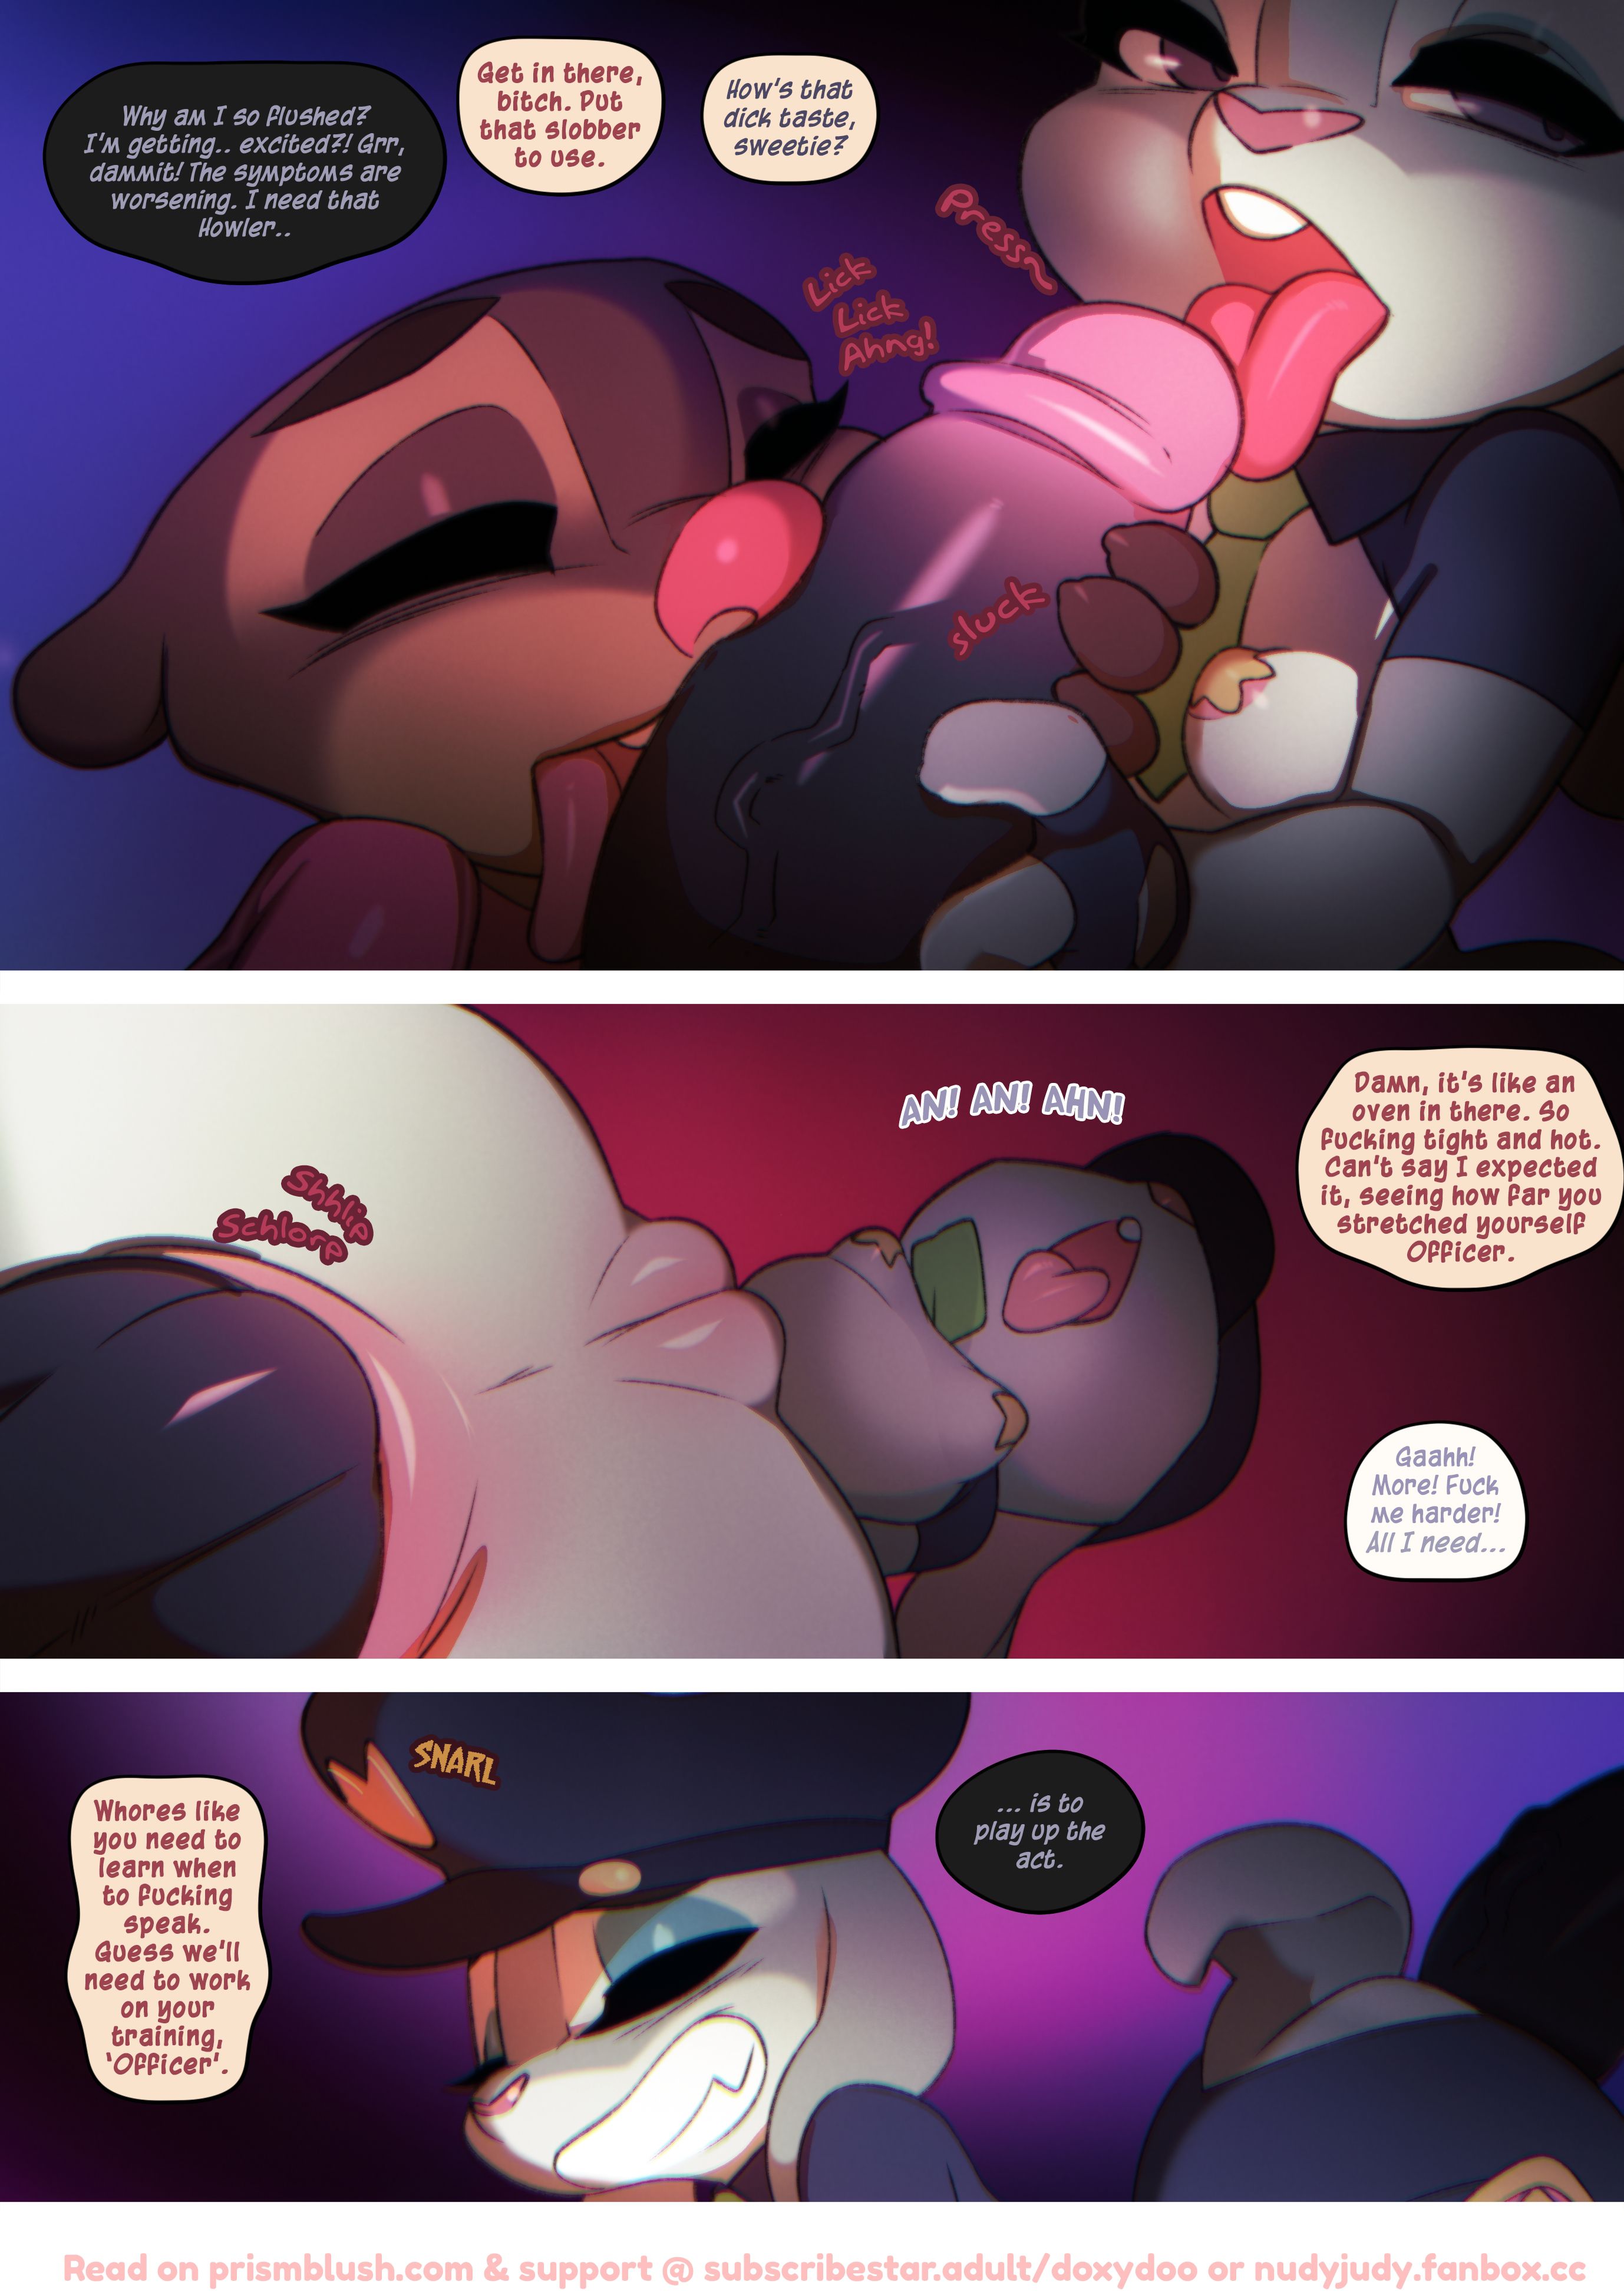 Why am I so flushed?
I'm getting.. excited?! Grr,
dammit! The symptoms are
worsening. I need that
Howler..
Get in there,
bitch. Put
that slobber
to use.
How's that
dick taste,
sweetie?
Press~
Lick
Lick
Ahng!
sluck
AN! AN! AHN!
Damn, it's like an
oven in there. So
fucking tight and hot.
Can't say I expected
it, seeing how far you
stretched yourself
Officer.
Shhlip
Schlorp
Gaahh!
More! Fuck
me harder!
All I need...
SNARL
Whores like
you need to
learn when
to fucking
speak.
Guess we'll
need to work
on your
training,
'Officer'.
... is to
play up the
act.
Read on prismblush.com & support @ subscribestar.adult/doxydoo or nudyjudy.fanbox.cc